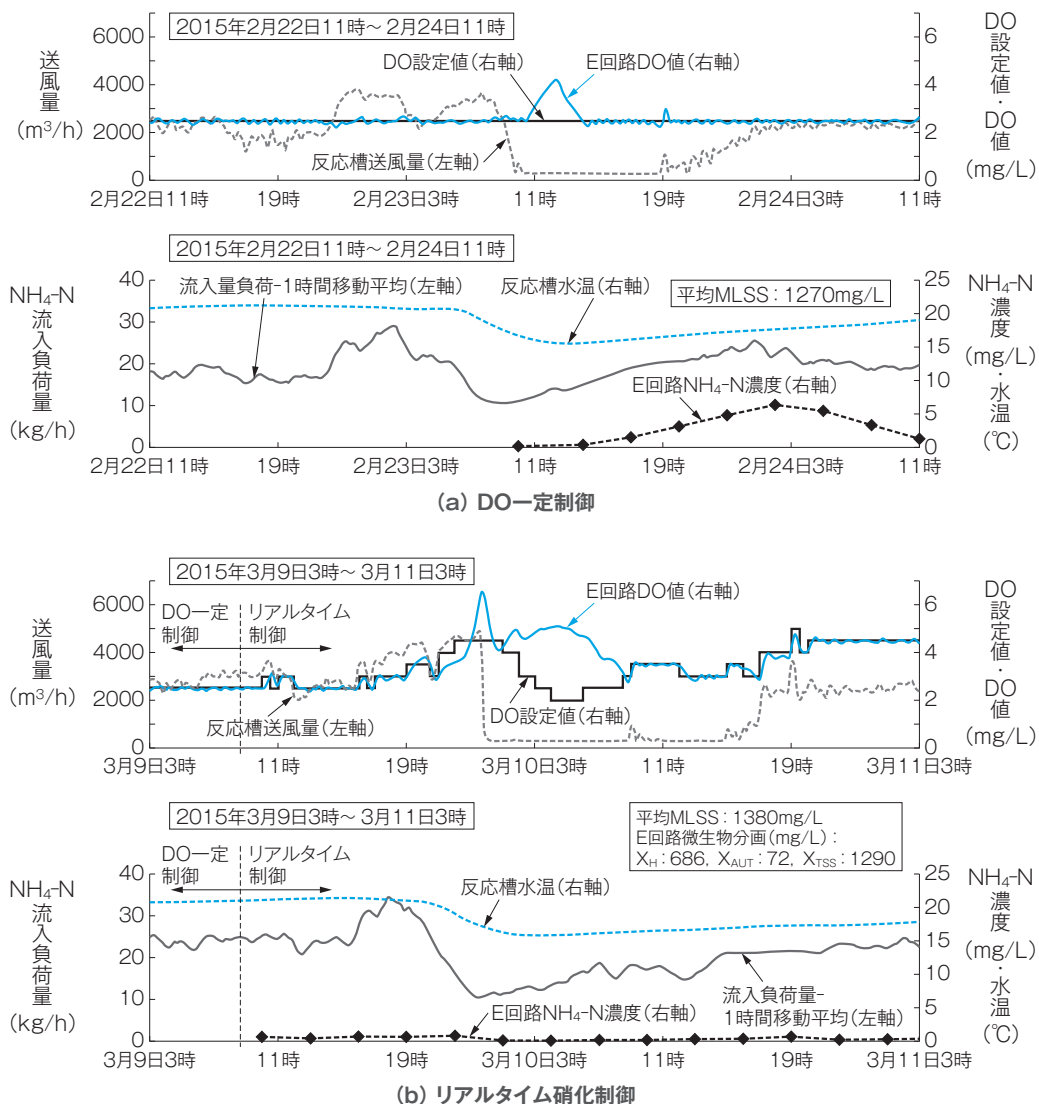 2015年2月22日11時～2月24日11時
送風量
(m³/h)
6000
4000
2000
0
DO設定値(右軸)
E回路DO値(右軸)
反応槽送風量(左軸)
6
4
2
0
DO設定値・DO値
(mg/L)
2月22日11時
19時
2月23日3時
11時
19時
2月24日3時
11時
2015年2月22日11時～2月24日11時
NH₄-N
流入負荷量
(kg/h)
40
30
20
10
0
流入量負荷-1時間移動平均(左軸)
反応槽水温(右軸)
平均MLSS：1270mg/L
E回路NH₄-N濃度(右軸)
25
20
15
10
5
0
NH₄-N
濃度
(mg/L)
・水温
(℃)
2月22日11時
19時
2月23日3時
11時
19時
2月24日3時
11時
(a) DO一定制御
2015年3月9日3時～3月11日3時
送風量
(m³/h)
6000
4000
2000
0
DO一定
制御
リアルタイム
制御
E回路DO値(右軸)
反応槽送風量(左軸)
DO設定値(右軸)
6
4
2
0
DO設定値・DO値
(mg/L)
3月9日3時
11時
19時
3月10日3時
11時
19時
3月11日3時
2015年3月9日3時～3月11日3時
平均MLSS：1380mg/L
E回路微生物分画(mg/L)：
X_H：686, X_AUT：72, X_TSS：1290
NH₄-N
流入負荷量
(kg/h)
40
30
20
10
0
DO一定
制御
リアルタイム
制御
反応槽水温(右軸)
E回路NH₄-N濃度(右軸)
流入負荷量-
1時間移動平均(左軸)
25
20
15
10
5
0
NH₄-N
濃度
(mg/L)
・水温
(℃)
3月9日3時
11時
19時
3月10日3時
11時
19時
3月11日3時
(b) リアルタイム硝化制御